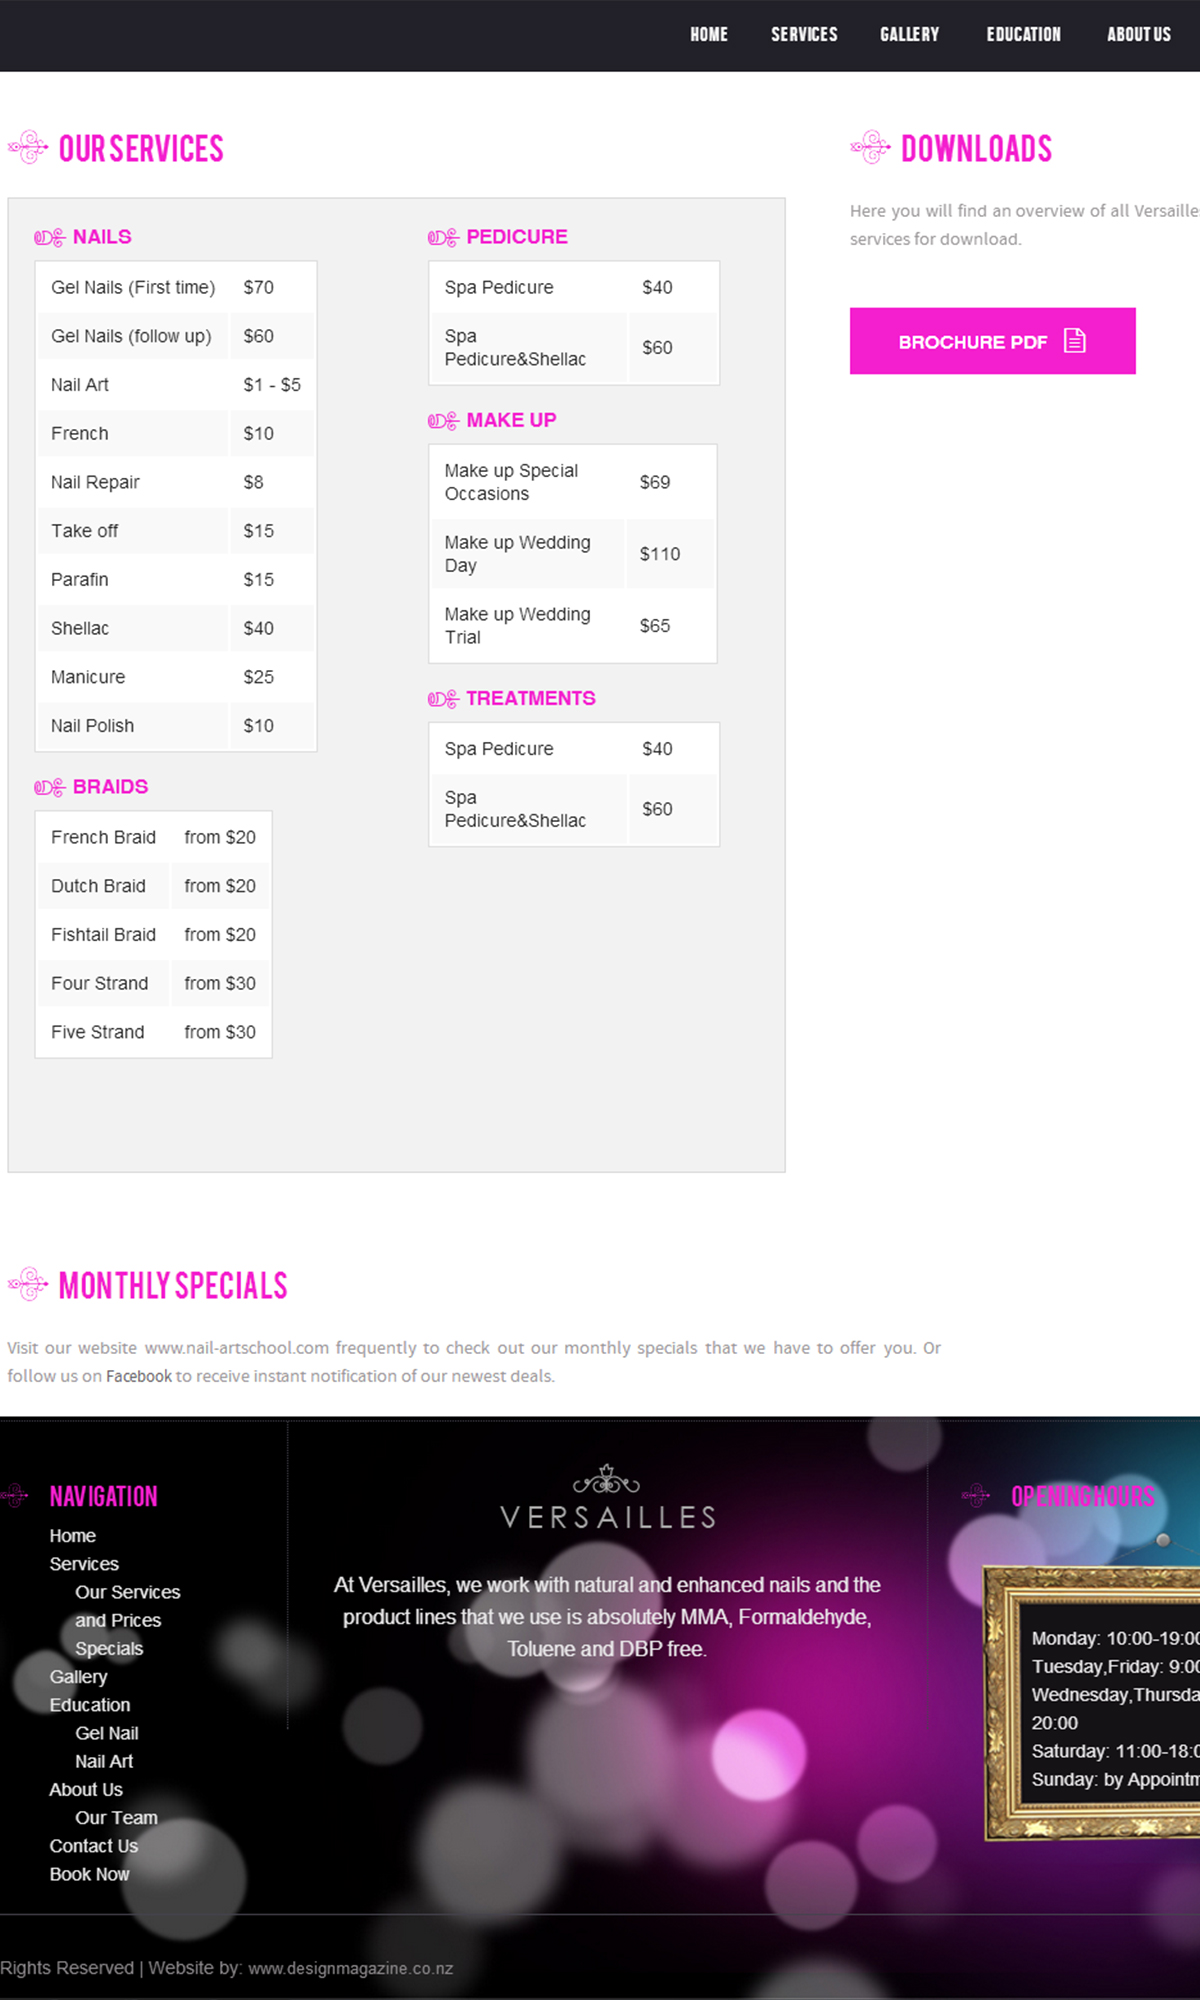 HOME SERVICES GALLERY EDUCATION ABOUT US
OUR SERVICES
NAILS
Gel Nails (First time) $70
Gel Nails (follow up) $60
Nail Art $1 - $5
French $10
Nail Repair $8
Take off $15
Parafin $15
Shellac $40
Manicure $25
Nail Polish $10
BRAIDS
French Braid from $20
Dutch Braid from $20
Fishtail Braid from $20
Four Strand from $30
Five Strand from $30
PEDICURE
Spa Pedicure $40
Spa
Pedicure&Shellac $60
MAKE UP
Make up Special
Occasions $69
Make up Wedding
Day $110
Make up Wedding
Trial $65
TREATMENTS
Spa Pedicure $40
Spa
Pedicure&Shellac $60
DOWNLOADS
Here you will find an overview of all Versaille
services for download.
BROCHURE PDF
MONTHLY SPECIALS
Visit our website www.nail-artschool.com frequently to check out our monthly specials that we have to offer you. Or
follow us on Facebook to receive instant notification of our newest deals.
NAVIGATION
Home
Services
Our Services
and Prices
Specials
Gallery
Education
Gel Nail
Nail Art
About Us
Our Team
Contact Us
Book Now
VERSAILLES
At Versailles, we work with natural and enhanced nails and the
product lines that we use is absolutely MMA, Formaldehyde,
Toluene and DBP free.
OPENING HOURS
Monday: 10:00-19:00
Tuesday,Friday: 9:00
Wednesday,Thursda
20:00
Saturday: 11:00-18:0
Sunday: by Appointm
Rights Reserved | Website by: www.designmagazine.co.nz